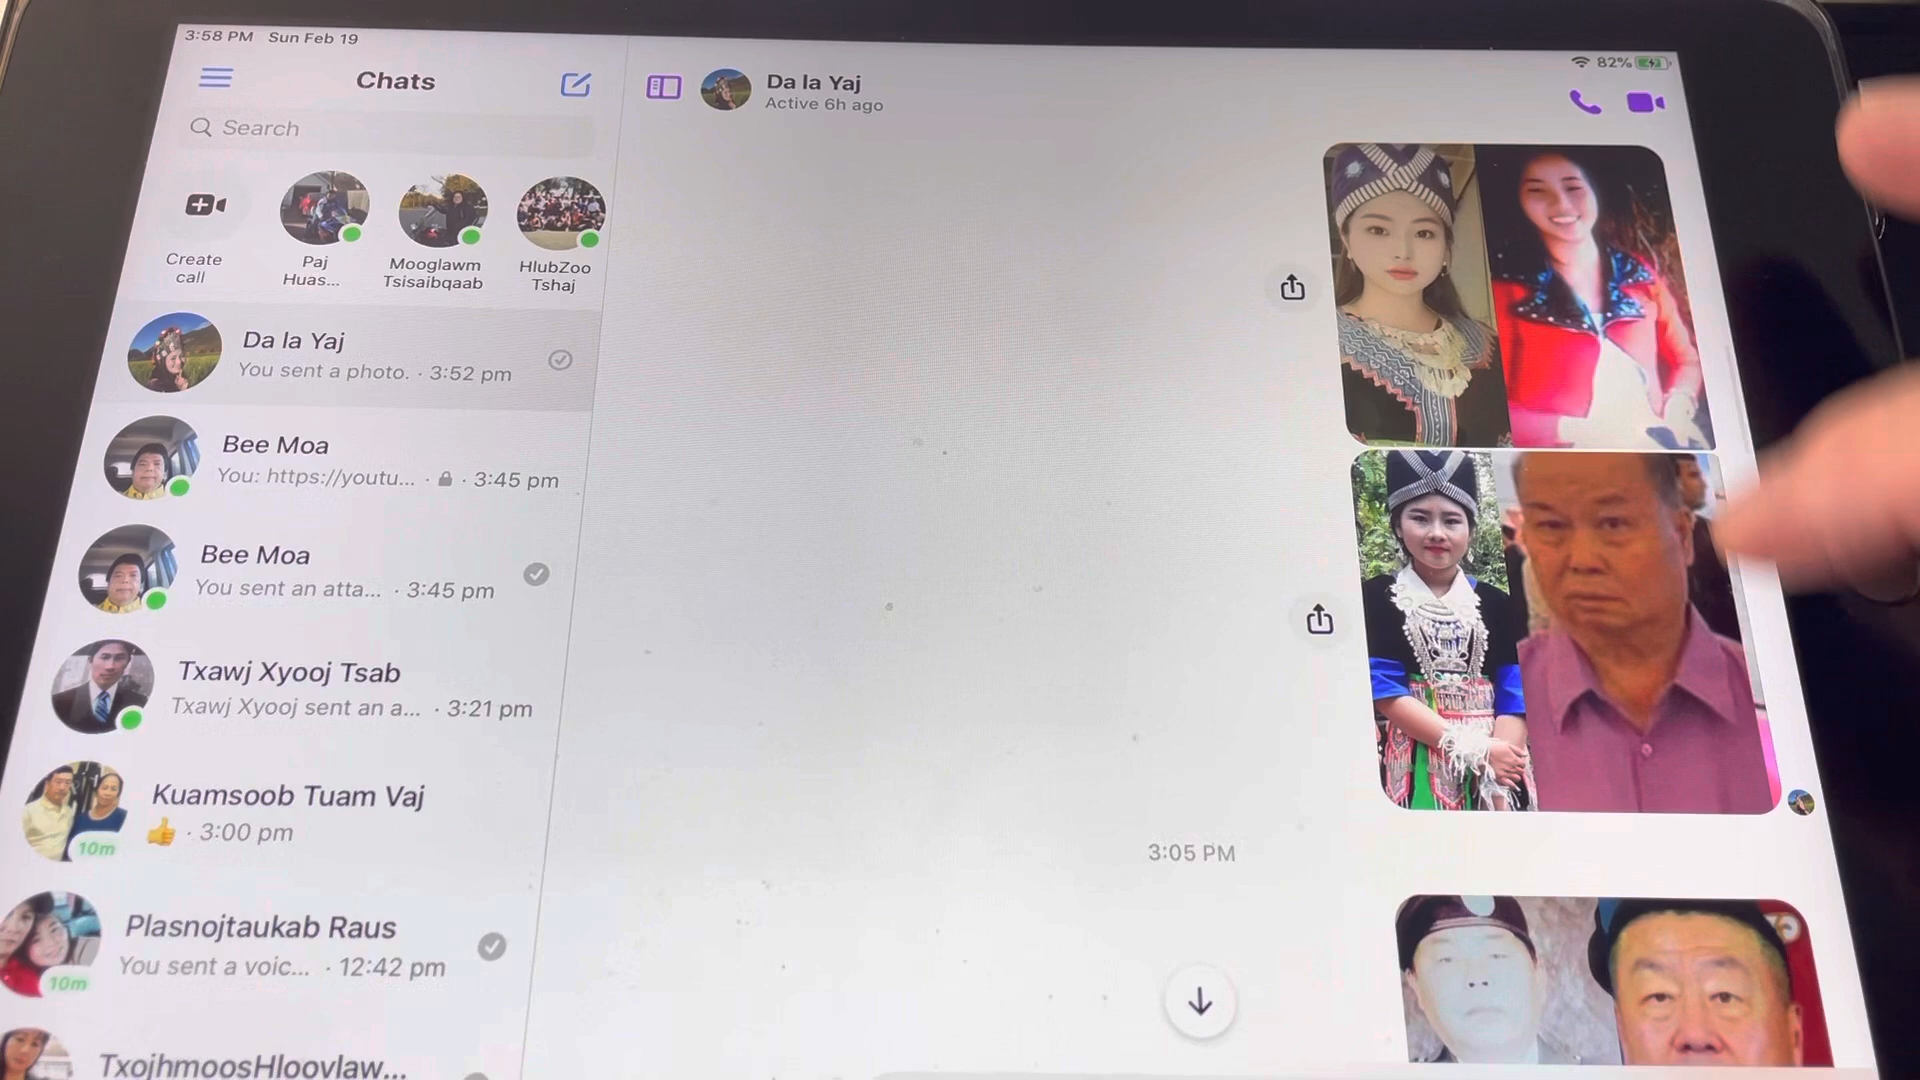 3:58 PM Sun Feb 19
82%
Chats
Search
Create call
Paj Huas...
Mooglawm Tsisaibqaab
HlubZoo Tshaj
Da la Yaj
You sent a photo. · 3:52 pm
Bee Moa
You: https://youtu... · · 3:45 pm
Bee Moa
You sent an atta... · 3:45 pm
Txawj Xyooj Tsab
Txawj Xyooj sent an a... · 3:21 pm
Kuamsoob Tuam Vaj
👍 · 3:00 pm
10m
Plasnojtaukab Raus
You sent a voic... · 12:42 pm
10m
TxojhmoosHloovlaw...
Da la Yaj
Active 6h ago
3:05 PM